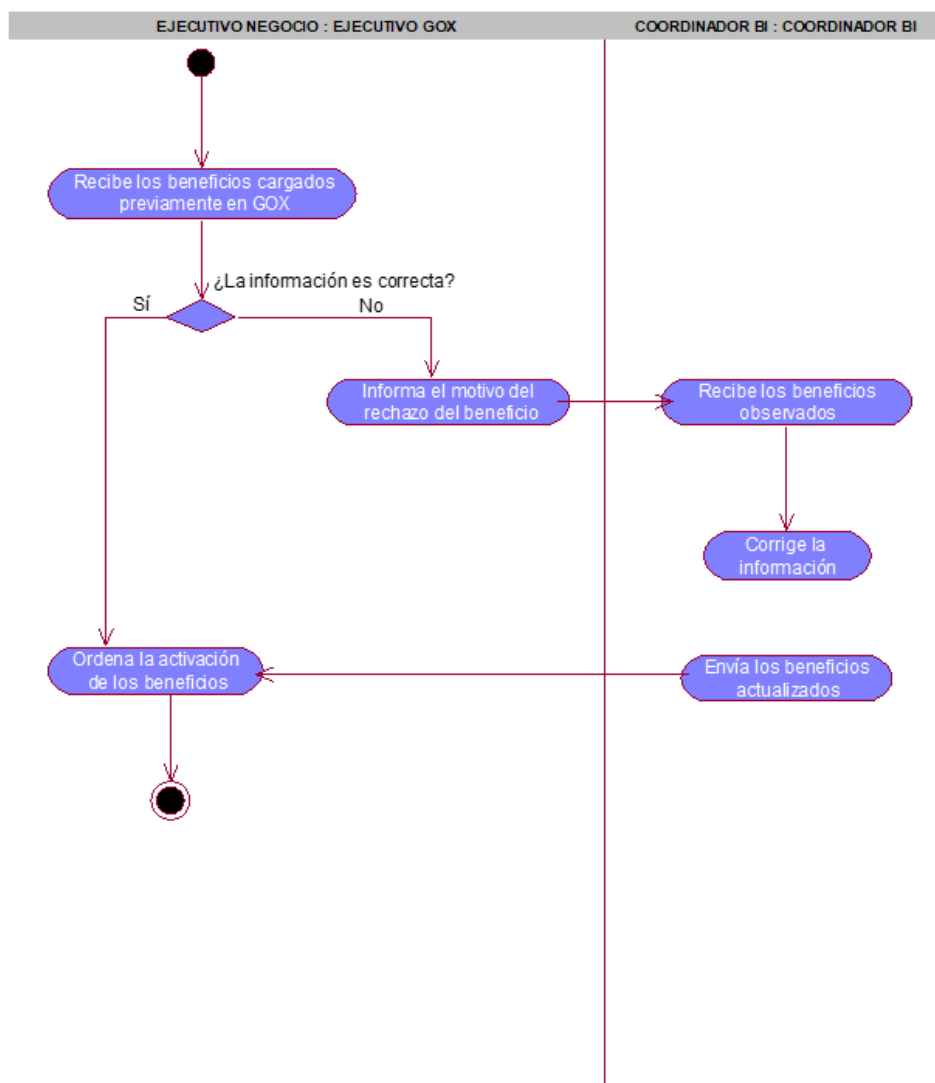 EJECUTIVO NEGOCIO : EJECUTIVO GOX
COORDINADOR BI : COORDINADOR BI
Recibe los beneficios cargados
previamente en GOX
¿La información es correcta?
Sí
No
Informa el motivo del
rechazo del beneficio
Recibe los beneficios
observados
Corrige la
información
Ordena la activación
de los beneficios
Envía los beneficios
actualizados